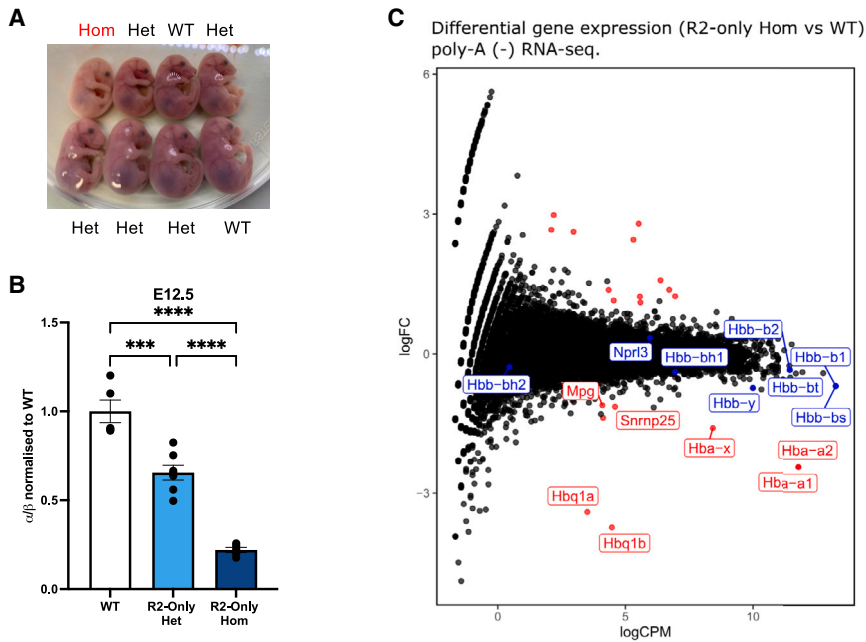 A
Hom Het WT Het
Het Het Het WT
B
E12.5
****
*** ****
1.5
1.0
0.5
0.0
α/β normalised to WT
WT
R2-Only
Het
R2-Only
Hom
C
Differential gene expression (R2-only Hom vs WT)
poly-A (-) RNA-seq.
6
3
0
−3
logFC
Hbb−b2
Nprl3
Hbb−bh1
Hbb−b1
Hbb−bh2
Mpg
Hbb−bt
Hbb−y
Hbb−bs
Snrnp25
Hba−x
Hba−a2
Hba−a1
Hbq1a
Hbq1b
0
5
10
logCPM